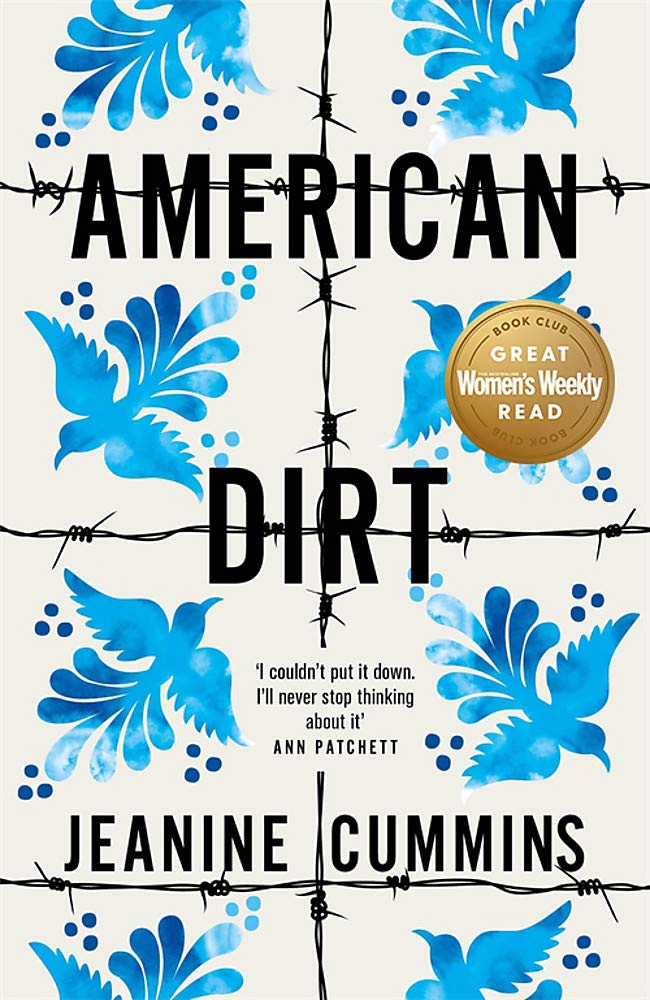 AMERICAN
BOOK CLUB
GREAT
THE AUSTRALIAN
Women's Weekly
READ
BOOK CLUB
DIRT
'I couldn't put it down.
I'll never stop thinking
about it'
ANN PATCHETT
JEANINE CUMMINS